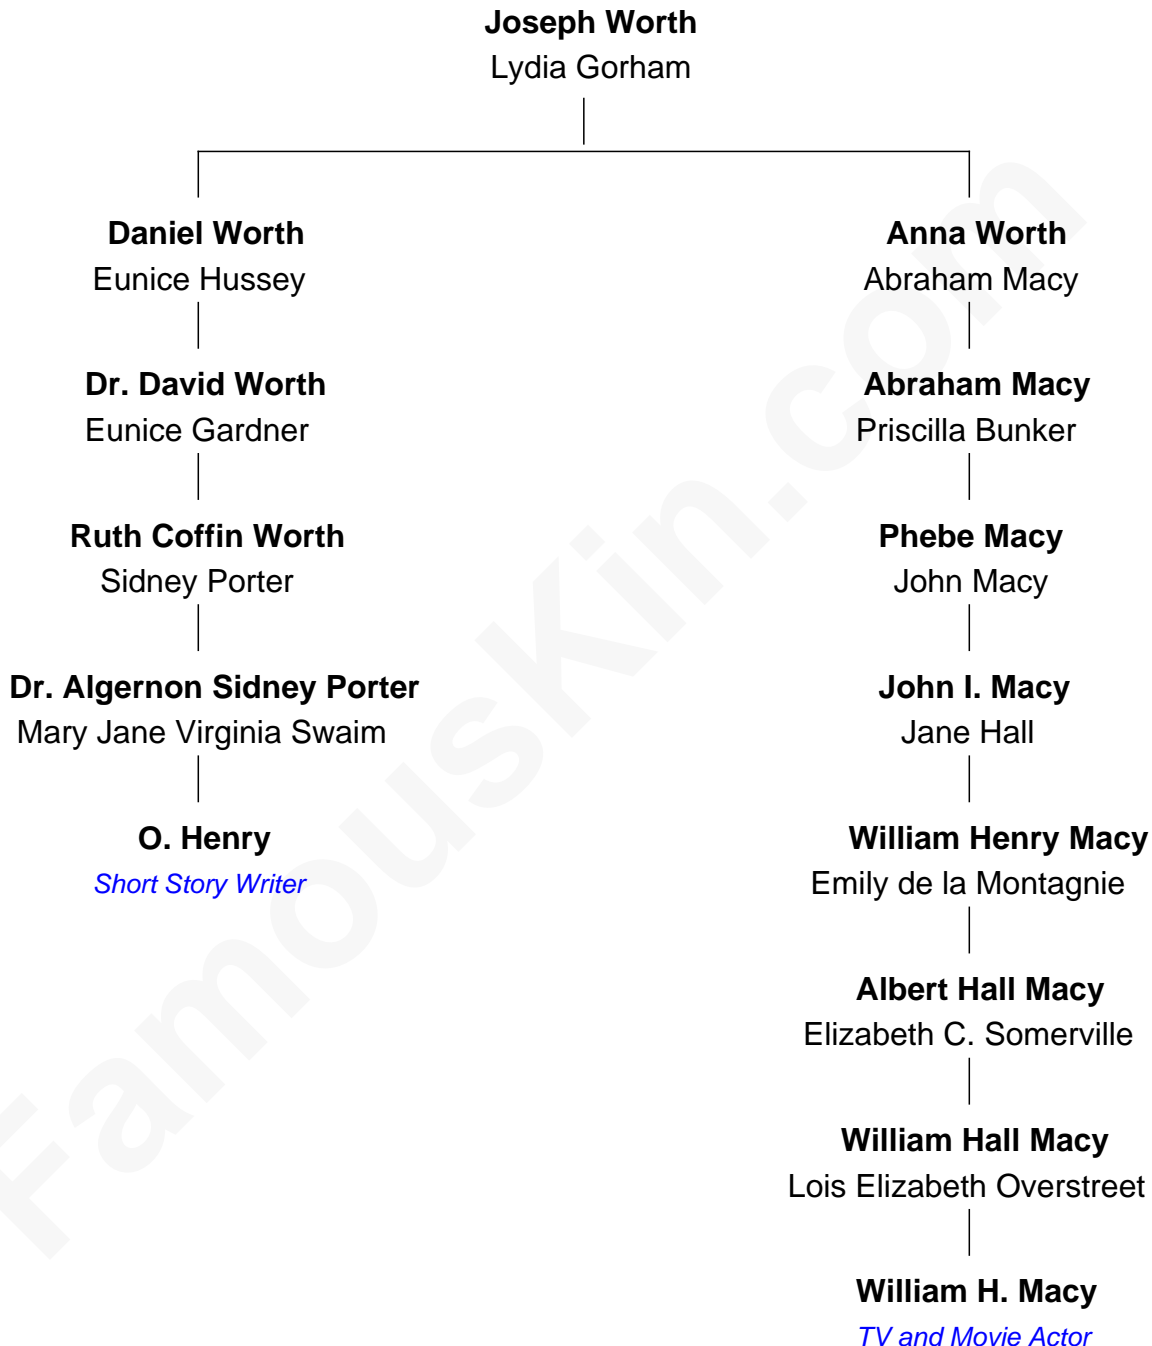 Joseph Worth
Lydia Gorham
Daniel Worth
Eunice Hussey
Anna Worth
Abraham Macy
Dr. David Worth
Eunice Gardner
Abraham Macy
Priscilla Bunker
Ruth Coffin Worth
Sidney Porter
Phebe Macy
John Macy
Dr. Algernon Sidney Porter
Mary Jane Virginia Swaim
John I. Macy
Jane Hall
O. Henry
Short Story Writer
William Henry Macy
Emily de la Montagnie
Albert Hall Macy
Elizabeth C. Somerville
William Hall Macy
Lois Elizabeth Overstreet
William H. Macy
TV and Movie Actor
FamousKin.com